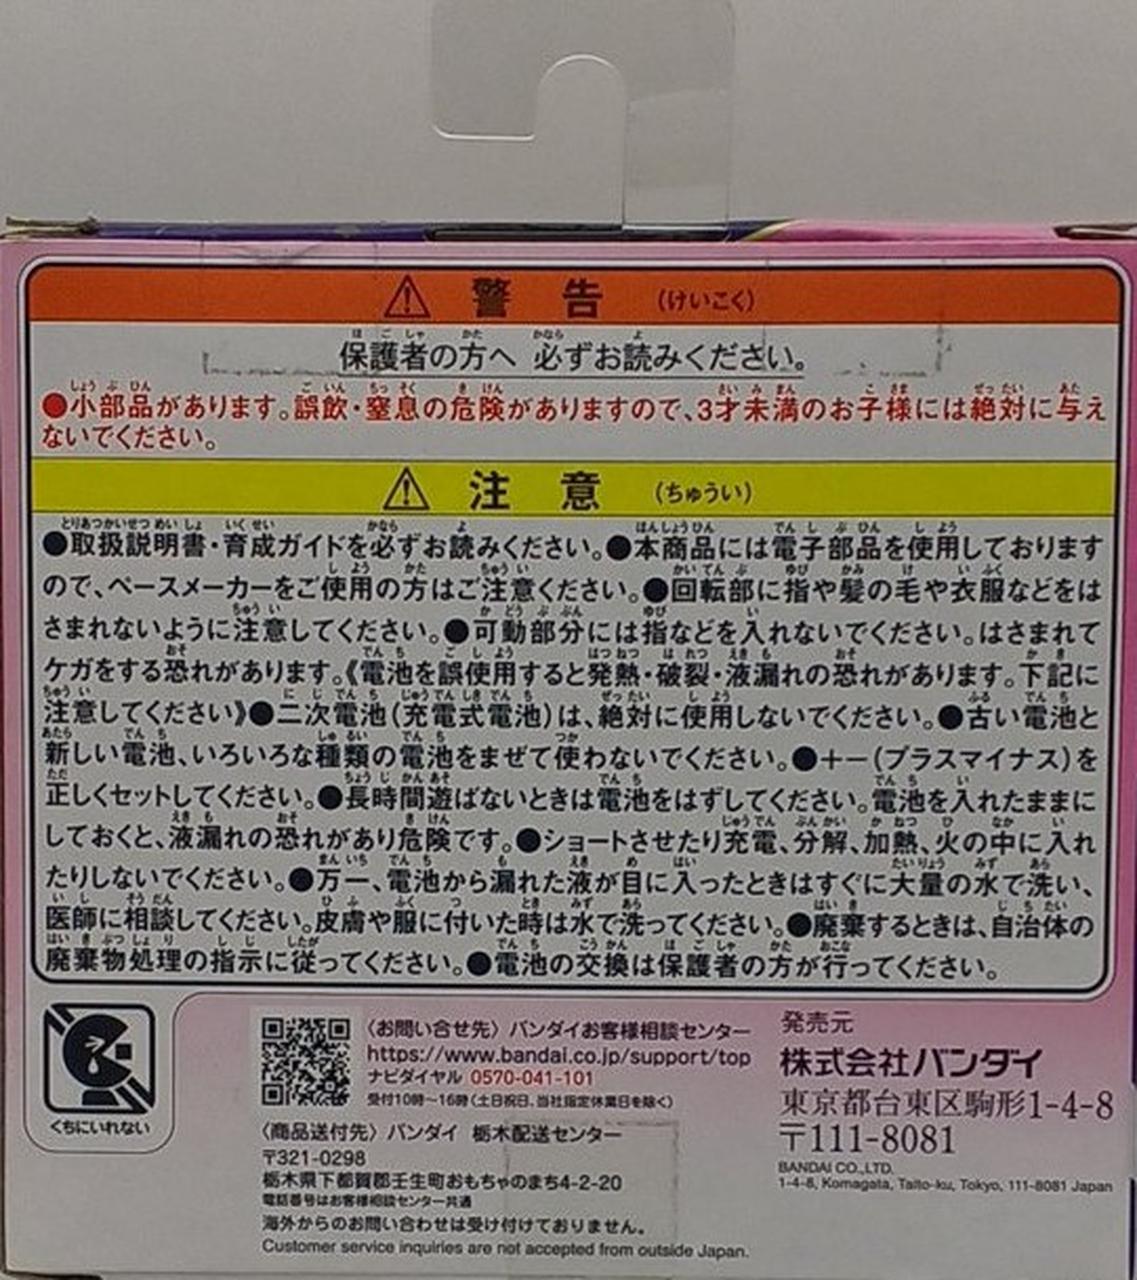 警告 (けいこく)
保護者の方へ 必ずお読みください。
●小部品があります。誤飲・窒息の危険がありますので、3才未満のお子様には絶対に与え
ないでください。
注意 (ちゅうい)
●取扱説明書・育成ガイドを必ずお読みください。●本商品には電子部品を使用しております
ので、ペースメーカーをご使用の方はご注意ください。●回転部に指や髪の毛や衣服などをは
さまれないように注意してください。●可動部分には指などを入れないでください。はさまれて
ケガをする恐れがあります。《電池を誤使用すると発熱・破裂・液漏れの恐れがあります。下記に
注意してください》●二次電池(充電式電池)は、絶対に使用しないでください。●古い電池と
新しい電池、いろいろな種類の電池をまぜて使わないでください。●+−(プラスマイナス)を
正しくセットしてください。●長時間遊ばないときは電池をはずしてください。電池を入れたままに
しておくと、液漏れの恐れがあり危険です。●ショートさせたり充電、分解、加熱、火の中に入れ
たりしないでください。●万一、電池から漏れた液が目に入ったときはすぐに大量の水で洗い、
医師に相談してください。皮膚や服に付いた時は水で洗ってください。●廃棄するときは、自治体の
廃棄物処理の指示に従ってください。●電池の交換は保護者の方が行ってください。
くちにいれない
〈お問い合せ先〉バンダイお客様相談センター
https://www.bandai.co.jp/support/top
ナビダイヤル 0570-041-101
受付10時〜16時(土日祝日、当社指定休業日を除く)
〈商品送付先〉バンダイ 栃木配送センター
〒321-0298
栃木県下都賀郡壬生町おもちゃのまち4-2-20
電話番号はお客様相談センター共通
海外からのお問い合わせは受け付けておりません。
Customer service inquiries are not accepted from outside Japan.
発売元
株式会社バンダイ
東京都台東区駒形1-4-8
〒111-8081
BANDAI CO.,LTD.
1-4-8, Komagata, Taito-ku, Tokyo, 111-8081 Japan